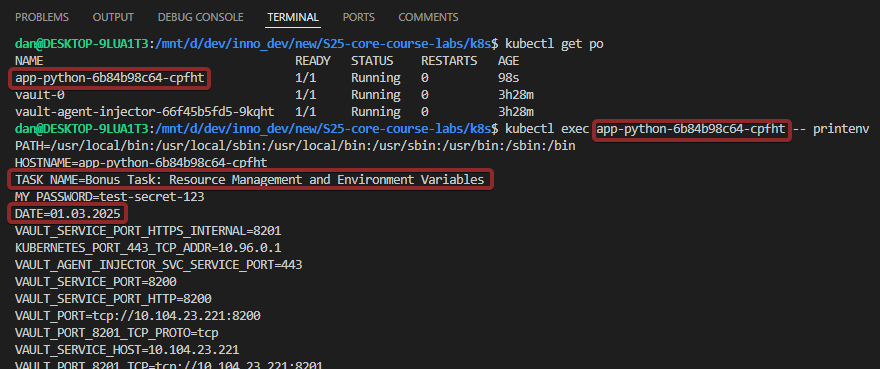 PROBLEMS OUTPUT DEBUG CONSOLE TERMINAL PORTS COMMENTS
dan@DESKTOP-9LUA1T3:/mnt/d/dev/inno_dev/new/S25-core-course-labs/k8s$ kubectl get po
NAME READY STATUS RESTARTS AGE
app-python-6b84b98c64-cpfht 1/1 Running 0 98s
vault-0 1/1 Running 0 3h28m
vault-agent-injector-66f45b5fd5-9kqht 1/1 Running 0 3h28m
dan@DESKTOP-9LUA1T3:/mnt/d/dev/inno_dev/new/S25-core-course-labs/k8s$ kubectl exec app-python-6b84b98c64-cpfht -- printenv
PATH=/usr/local/bin:/usr/local/sbin:/usr/local/bin:/usr/sbin:/usr/bin:/sbin:/bin
HOSTNAME=app-python-6b84b98c64-cpfht
TASK_NAME=Bonus Task: Resource Management and Environment Variables
MY_PASSWORD=test-secret-123
DATE=01.03.2025
VAULT_SERVICE_PORT_HTTPS_INTERNAL=8201
KUBERNETES_PORT_443_TCP_ADDR=10.96.0.1
VAULT_AGENT_INJECTOR_SVC_SERVICE_PORT=443
VAULT_SERVICE_PORT=8200
VAULT_SERVICE_PORT_HTTP=8200
VAULT_PORT=tcp://10.104.23.221:8200
VAULT_PORT_8201_TCP_PROTO=tcp
VAULT_SERVICE_HOST=10.104.23.221
VAULT_PORT_8201_TCP=tcp://10.104.23.221:8201